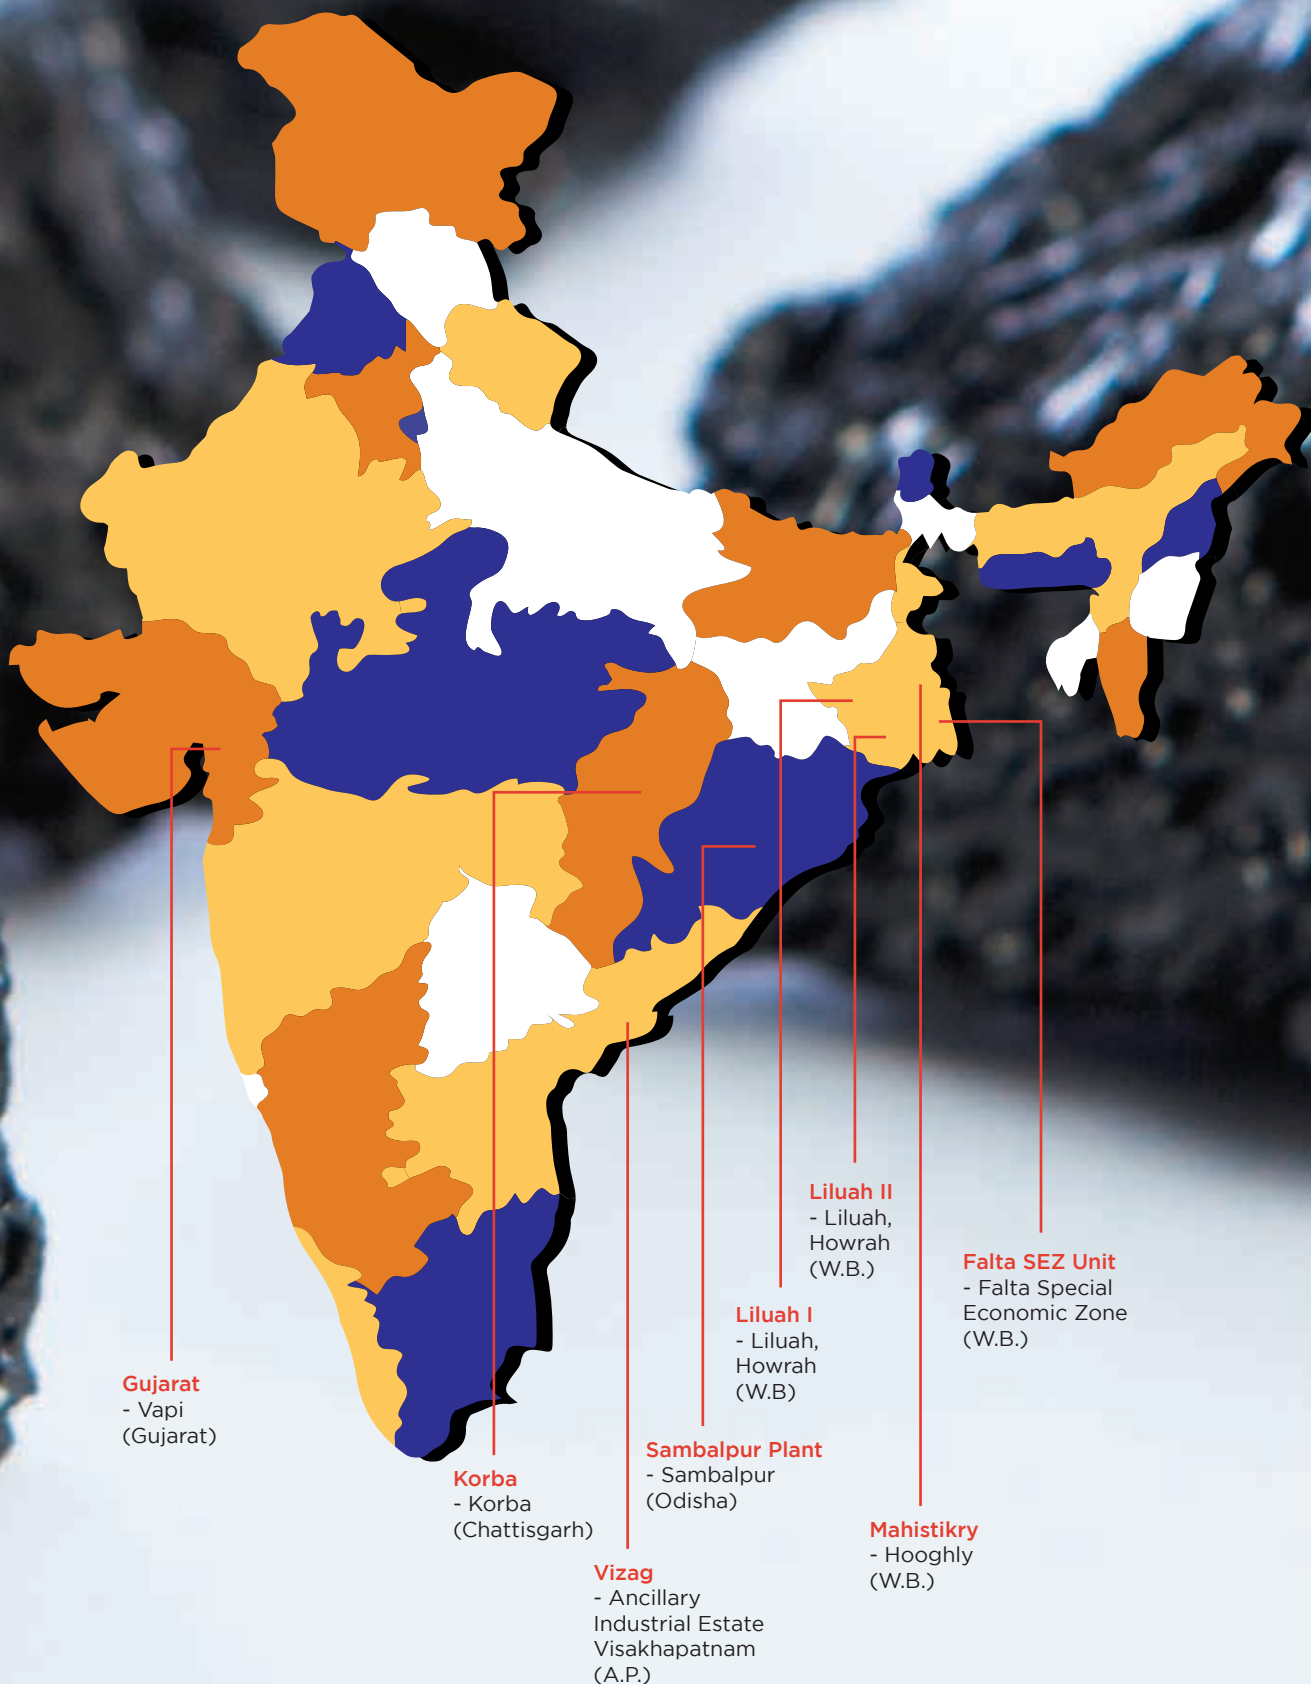 Liluah II
- Liluah,
Howrah
(W.B.)
Falta SEZ Unit
- Falta Special
Economic Zone
(W.B.)
Liluah I
- Liluah,
Howrah
(W.B)
Gujarat
- Vapi
(Gujarat)
Sambalpur Plant
- Sambalpur
(Odisha)
Korba
- Korba
(Chattisgarh)
Mahistikry
- Hooghly
(W.B.)
Vizag
- Ancillary
Industrial Estate
Visakhapatnam
(A.P.)